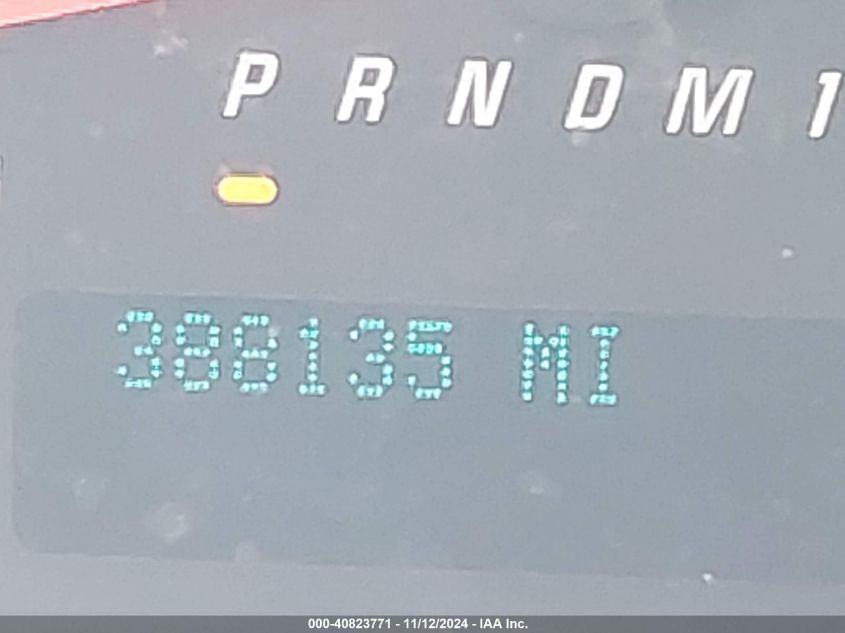 P R N D M 1
388135 MI
000-40823771 - 11/12/2024 - IAA Inc.